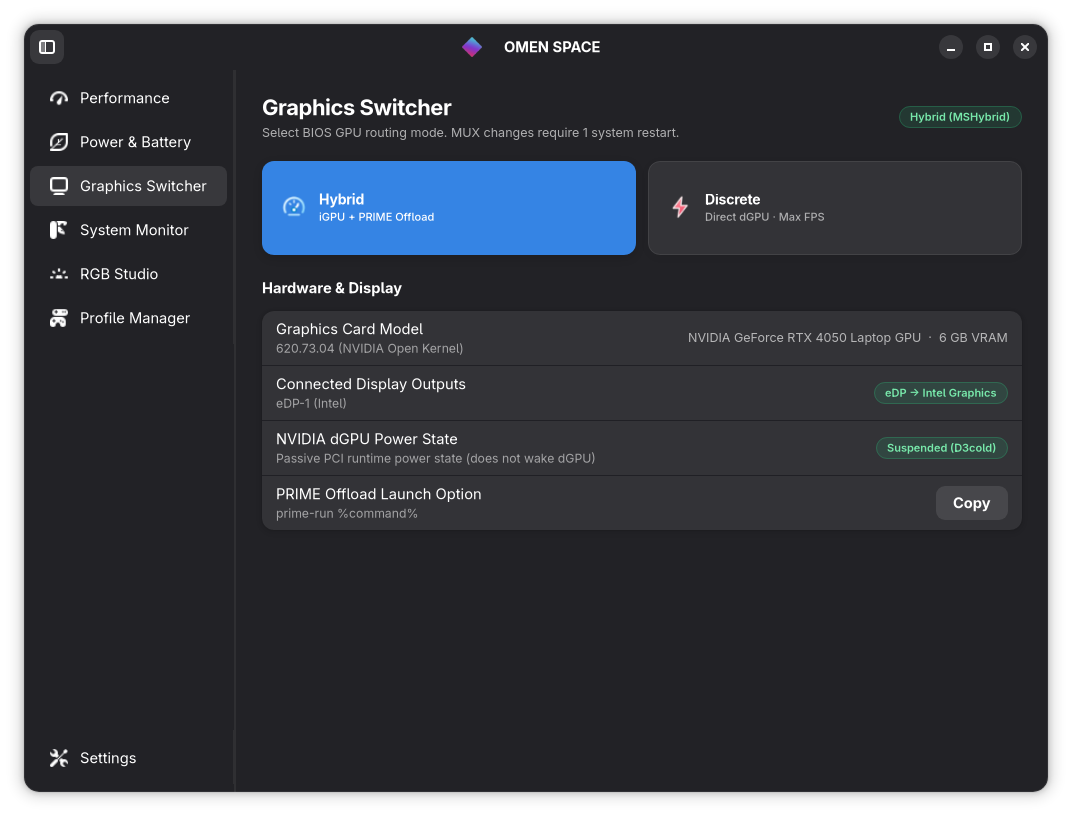 OMEN SPACE
Performance
Power & Battery
Graphics Switcher
System Monitor
RGB Studio
Profile Manager
Settings
Graphics Switcher
Select BIOS GPU routing mode. MUX changes require 1 system restart.
Hybrid (MSHybrid)
Hybrid
iGPU + PRIME Offload
Discrete
Direct dGPU · Max FPS
Hardware & Display
Graphics Card Model
620.73.04 (NVIDIA Open Kernel)
NVIDIA GeForce RTX 4050 Laptop GPU · 6 GB VRAM
Connected Display Outputs
eDP-1 (Intel)
eDP → Intel Graphics
NVIDIA dGPU Power State
Passive PCI runtime power state (does not wake dGPU)
Suspended (D3cold)
PRIME Offload Launch Option
prime-run %command%
Copy